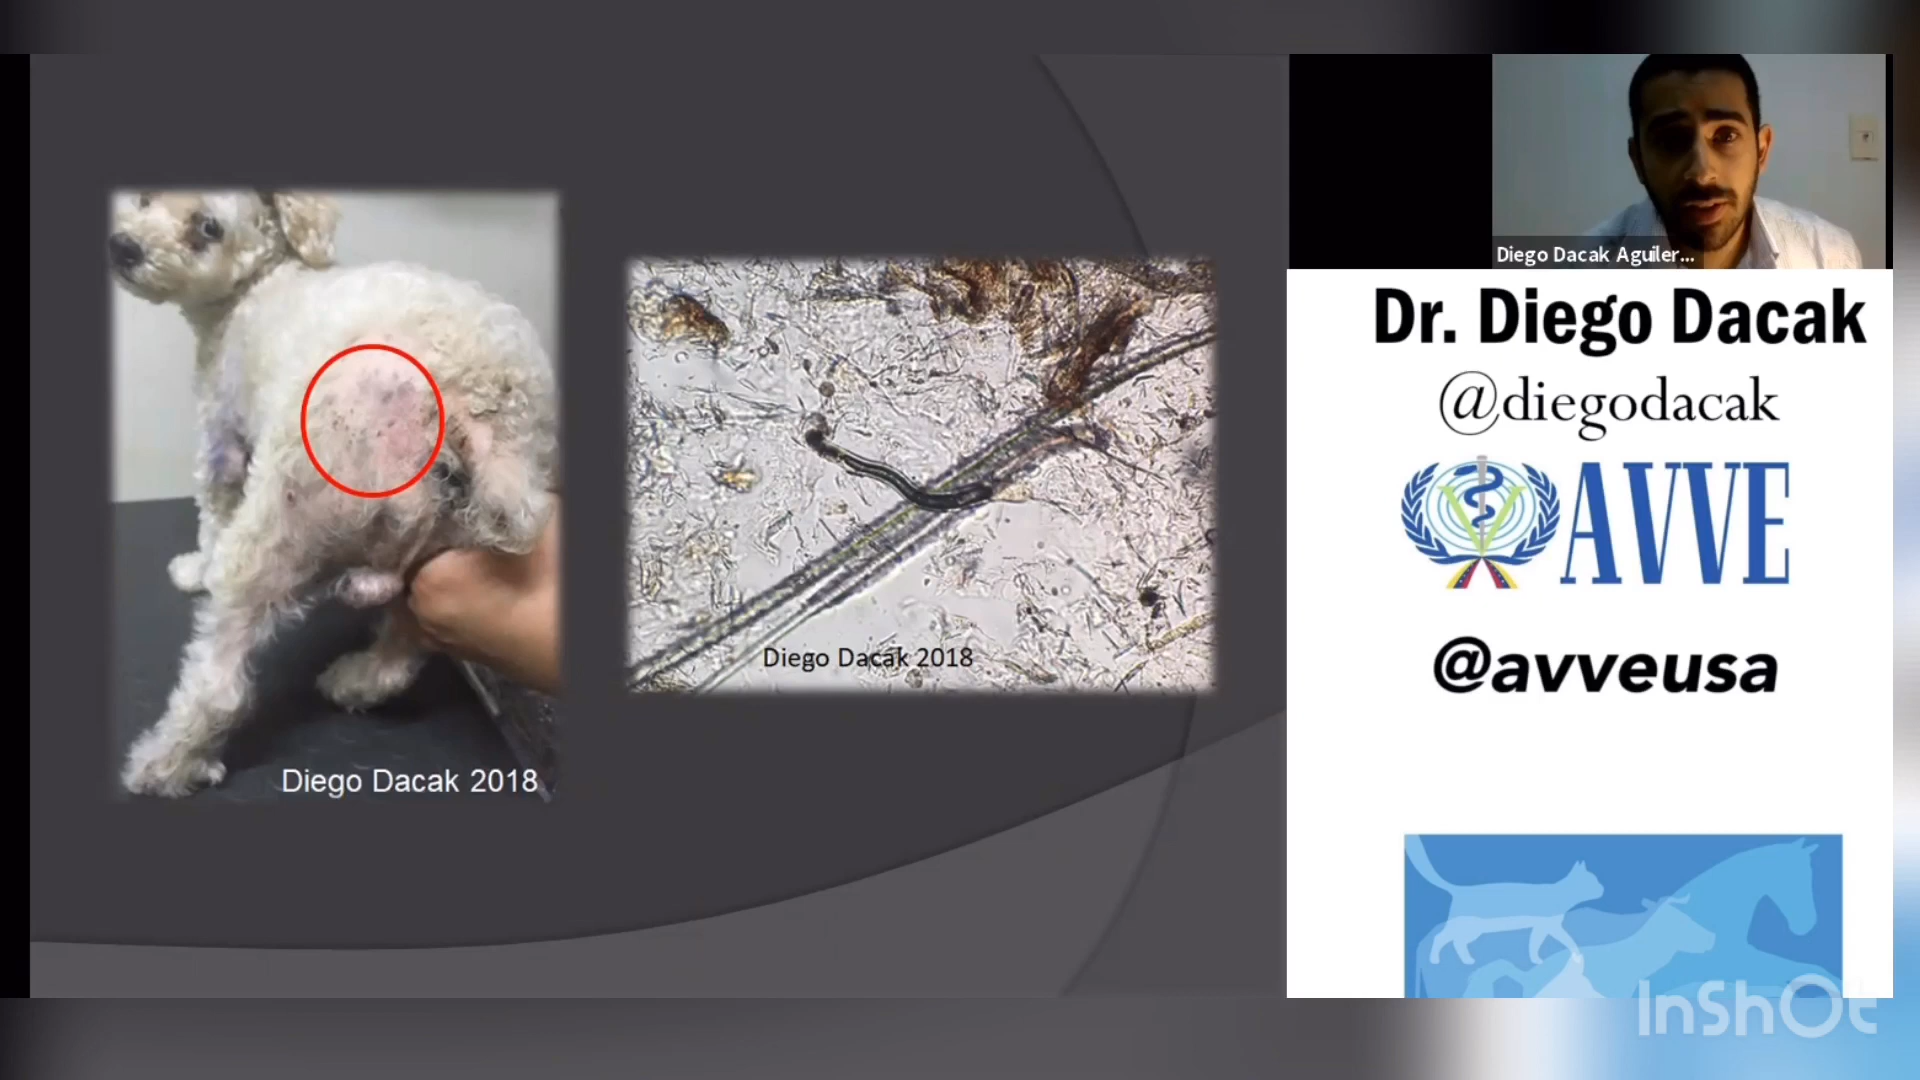 Diego Dacak 2018
Diego Dacak 2018
Diego Dacak Aguiler...
Dr. Diego Dacak
@diegodacak
AVVE
@avveusa
InShOt